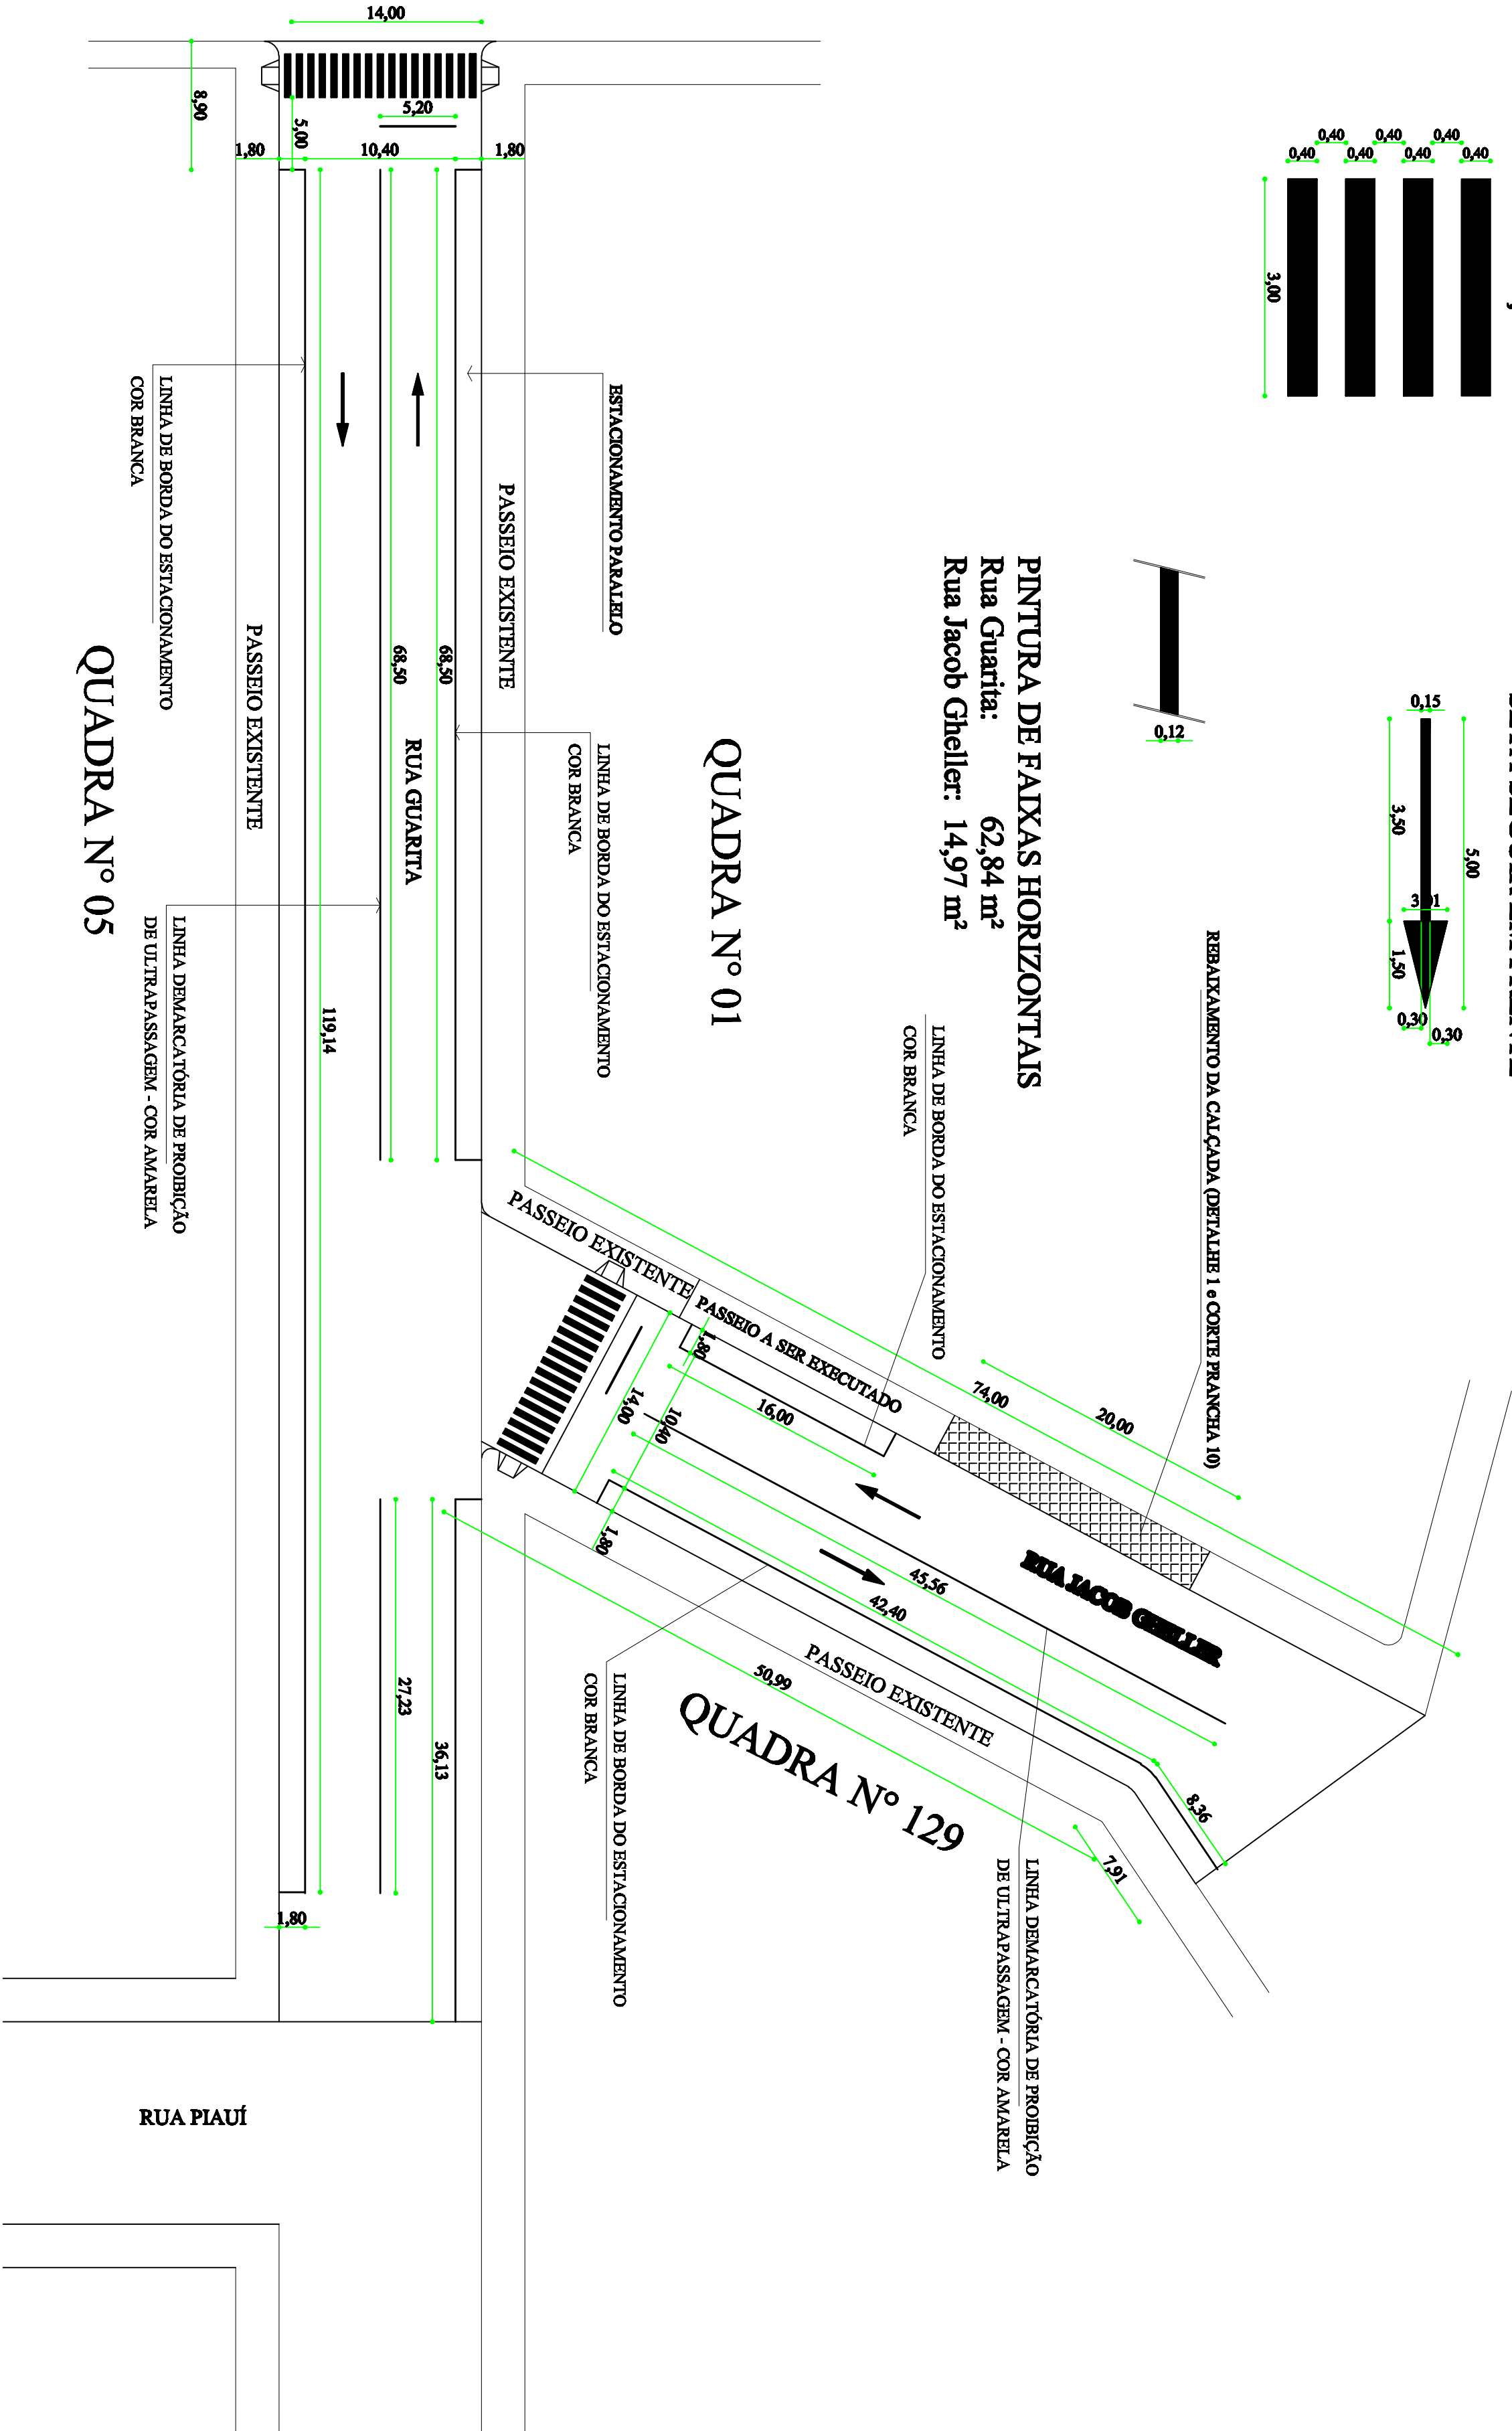 14,00
8,90
5,00
5,20
1,80
10,40
1,80
0,40
0,40
0,40
0,40
0,40
0,40
0,40
3,00
LINHA DE BORDA DO ESTACIONAMENTO
COR BRANCA
ESTACIONAMENTO PARALELO
PASSEIO EXISTENTE
PASSEIO EXISTENTE
68,50
68,50
RUA GUARITA
QUADRA N° 05
QUADRA N° 01
LINHA DE BORDA DO ESTACIONAMENTO
COR BRANCA
PINTURA DE FAIXAS HORIZONTAIS
Rua Guarita: 62,84 m²
Rua Jacob Gheller: 14,97 m²
0,12
0,15
3,50
5,00
1,50
0,30
0,30
LINHA DEMARCATÓRIA DE PROIBIÇÃO
DE ULTRAPASSAGEM - COR AMARELA
119,14
REBAIXAMENTO DA CALÇADA (DETALHE 1 e CORTE PRANCHA 10)
LINHA DE BORDA DO ESTACIONAMENTO
COR BRANCA
PASSEIO EXISTENTE
PASSEIO A SER EXECUTADO
1,80
14,00
10,40
1,80
16,00
74,00
20,00
RUA JACOB GHELLER
45,56
42,40
50,99
PASSEIO EXISTENTE
QUADRA N° 129
8,36
7,91
27,23
36,13
1,80
LINHA DE BORDA DO ESTACIONAMENTO
COR BRANCA
LINHA DEMARCATÓRIA DE PROIBIÇÃO
DE ULTRAPASSAGEM - COR AMARELA
RUA PIAUÍ